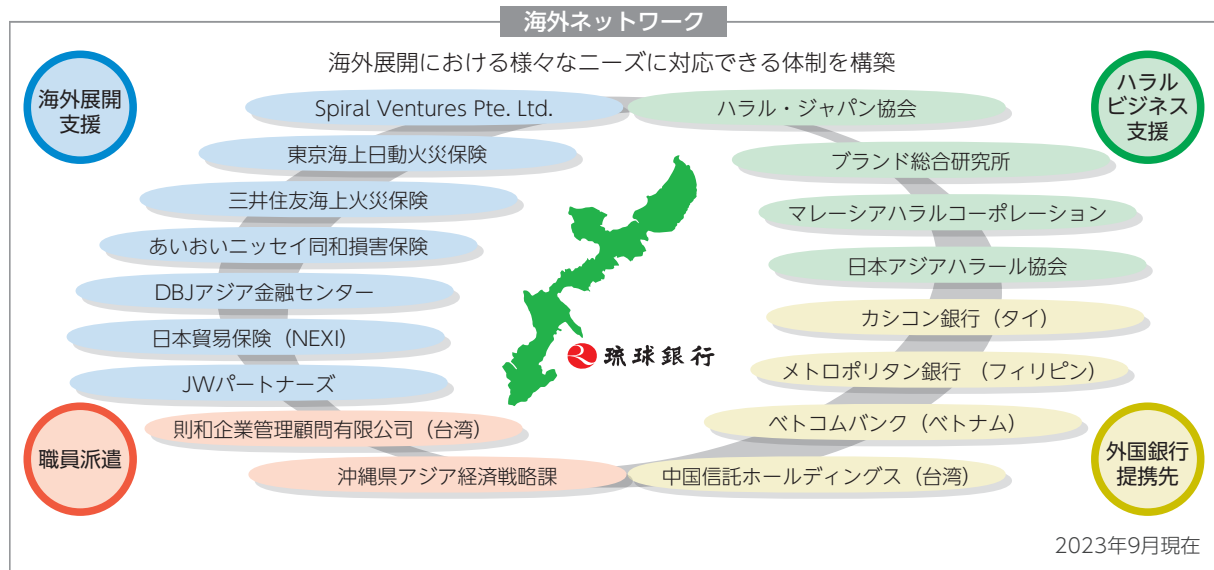 海外ネットワーク
海外展開における様々なニーズに対応できる体制を構築
海外展開
支援
Spiral Ventures Pte. Ltd.
東京海上日動火災保険
三井住友海上火災保険
あいおいニッセイ同和損害保険
DBJアジア金融センター
日本貿易保険（NEXI）
JWパートナーズ
職員派遣
則和企業管理顧問有限公司（台湾）
沖縄県アジア経済戦略課
琉球銀行
ハラル
ビジネス
支援
ハラル・ジャパン協会
ブランド総合研究所
マレーシアハラルコーポレーション
日本アジアハラール協会
カシコン銀行（タイ）
メトロポリタン銀行 （フィリピン）
ベトコムバンク（ベトナム）
中国信託ホールディングス（台湾）
外国銀行
提携先
2023年9月現在